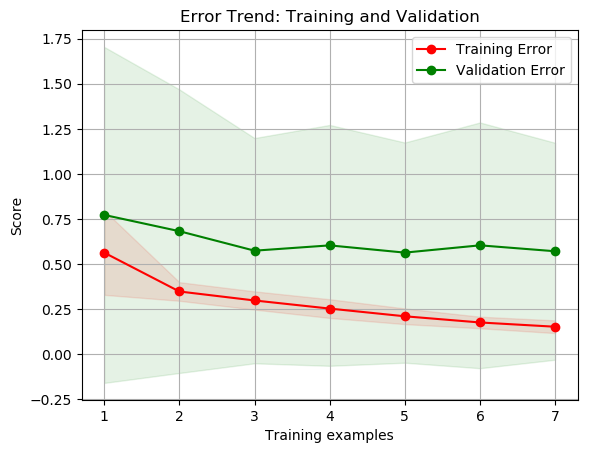 Error Trend: Training and Validation
Training Error
Validation Error
Score
1.75
1.50
1.25
1.00
0.75
0.50
0.25
0.00
−0.25
1 2 3 4 5 6 7
Training examples